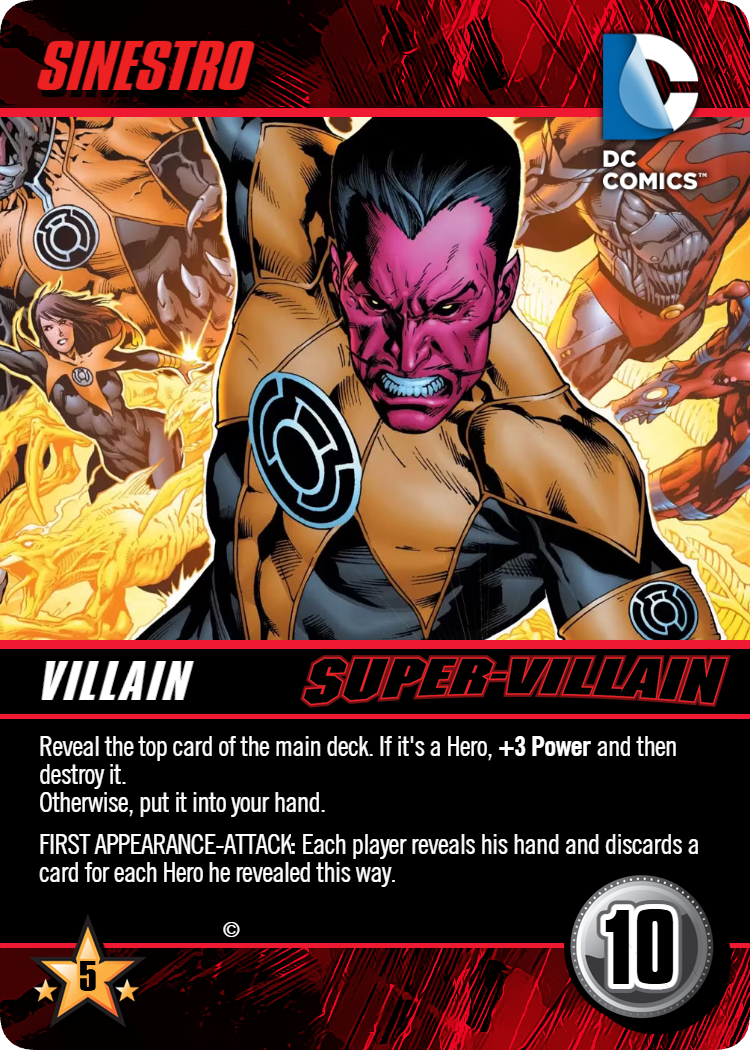 SINESTRO
DC
COMICS™
VILLAIN
SUPER-VILLAIN
Reveal the top card of the main deck. If it's a Hero, +3 Power and then
destroy it.
Otherwise, put it into your hand.
FIRST APPEARANCE-ATTACK: Each player reveals his hand and discards a
card for each Hero he revealed this way.
©
5
10